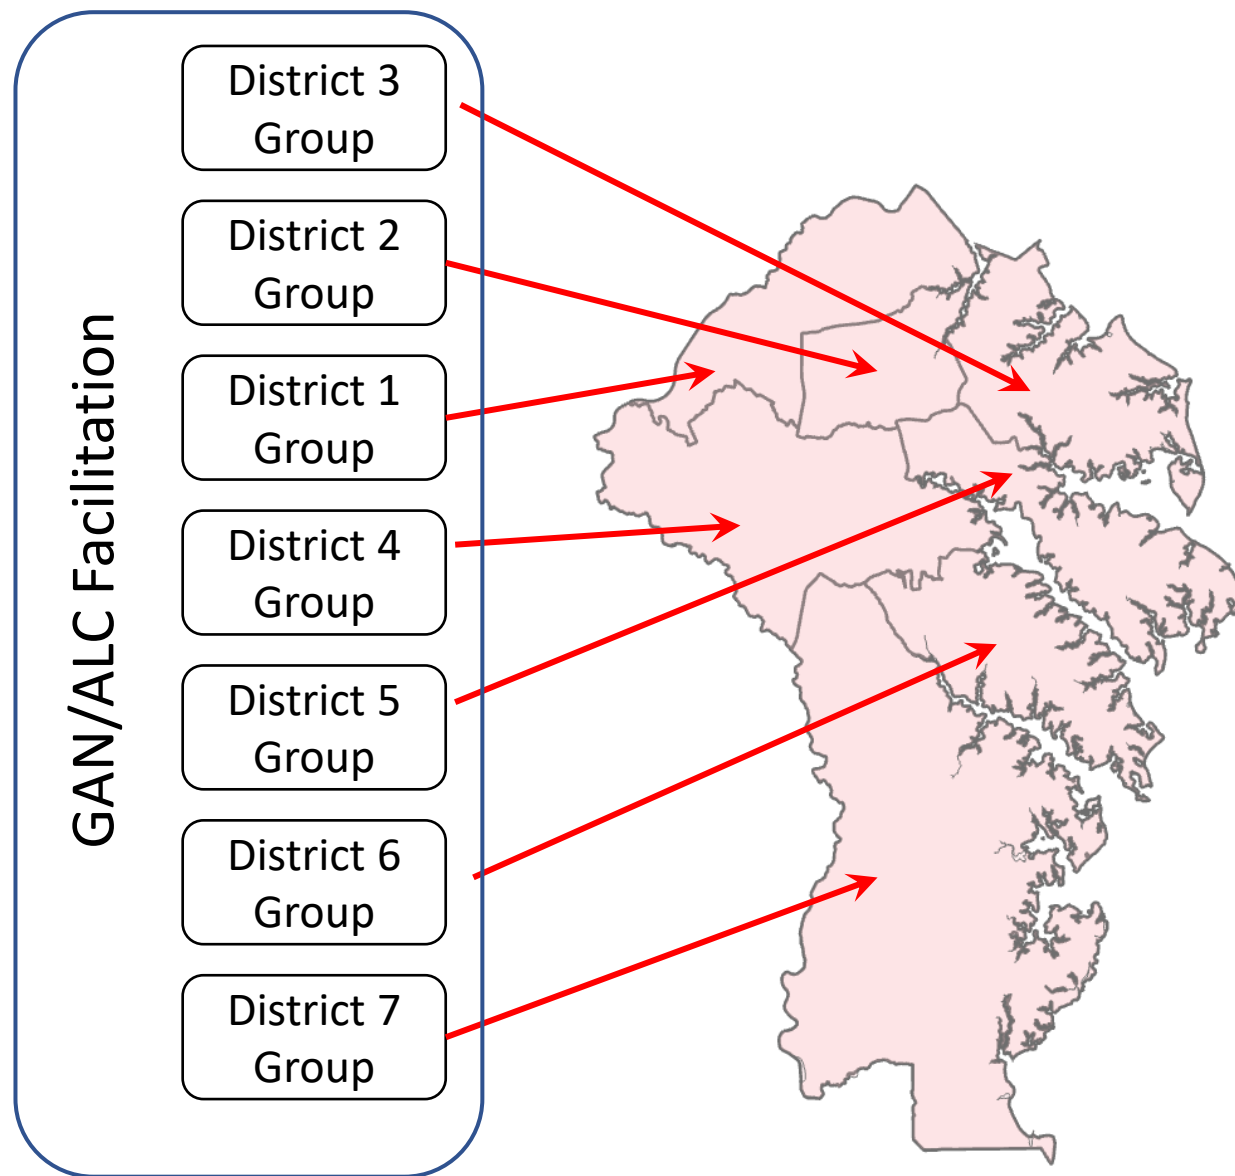 GAN/ALC Facilitation
District 3
Group
District 2
Group
District 1
Group
District 4
Group
District 5
Group
District 6
Group
District 7
Group